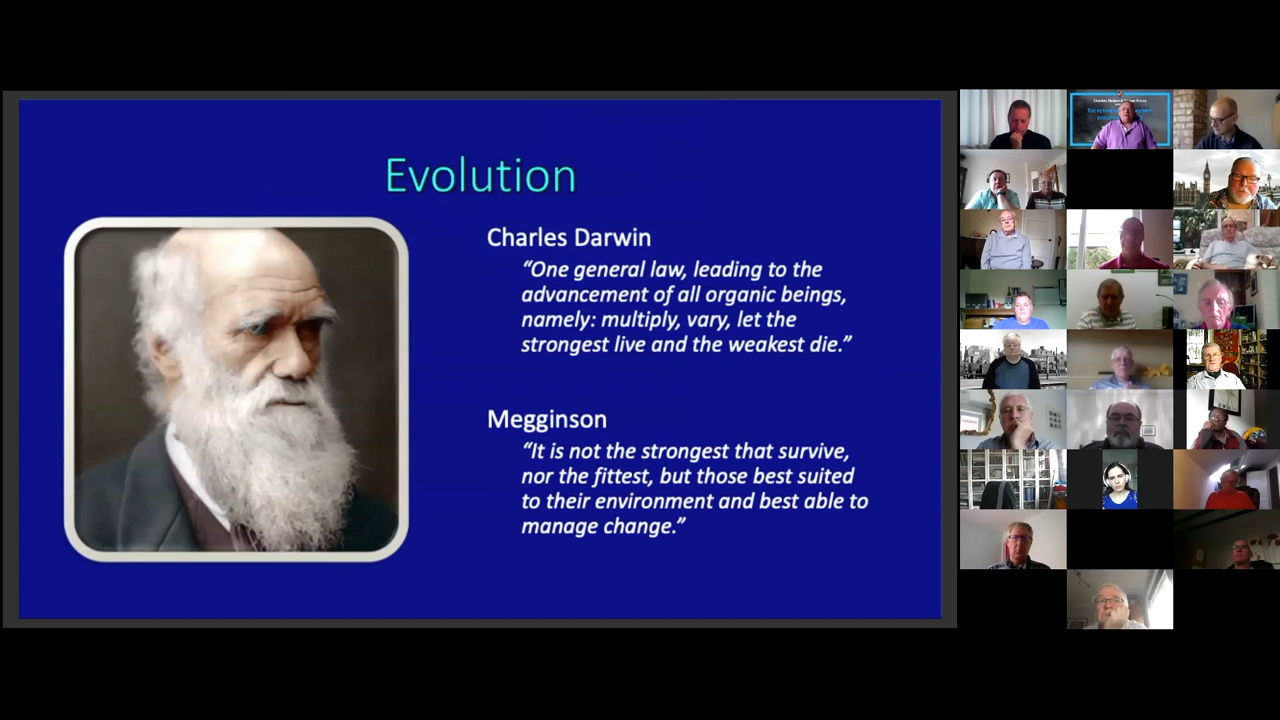 Evolution
Charles Darwin
“One general law, leading to the
advancement of all organic beings,
namely: multiply, vary, let the
strongest live and the weakest die.”
Megginson
“It is not the strongest that survive,
nor the fittest, but those best suited
to their environment and best able to
manage change.”